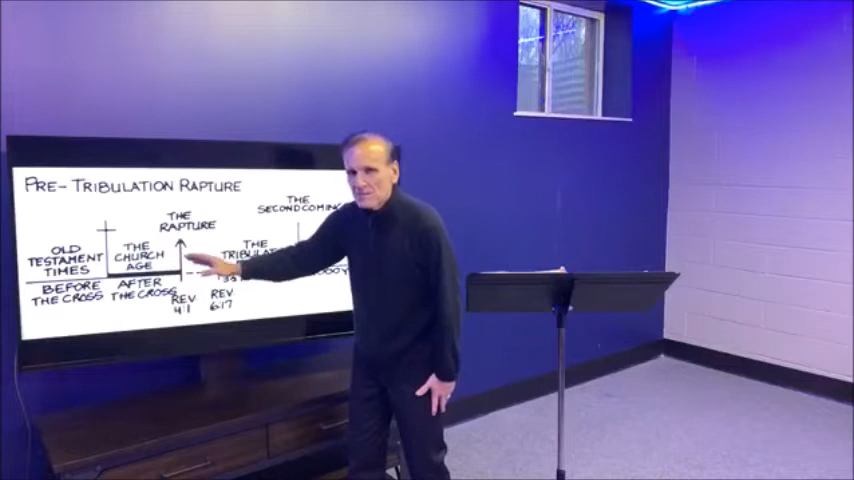 PRE-TRIBULATION RAPTURE
THE
SECOND COMING
THE
RAPTURE
OLD
TESTAMENT
TIMES
THE
CHURCH
AGE
THE
BEFORE
THE CROSS
AFTER
THE CROSS
REV
4:1
REV
6:17